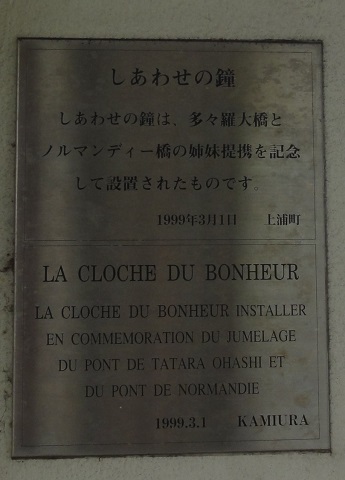 しあわせの鐘
しあわせの鐘は、多々羅大橋と
ノルマンディー橋の姉妹提携を記念
して設置されたものです
1999年3月1日 上浦町
LA CLOCHE DU BONHEUR
LA CLOCHE DU BONHEUR INSTALLER
EN COMMEMORATION DU JUMELAGE
DU PONT DE TATARA OHASHI ET
DU PONT DE NORMANDIE
1999.3.1 KAMIURA